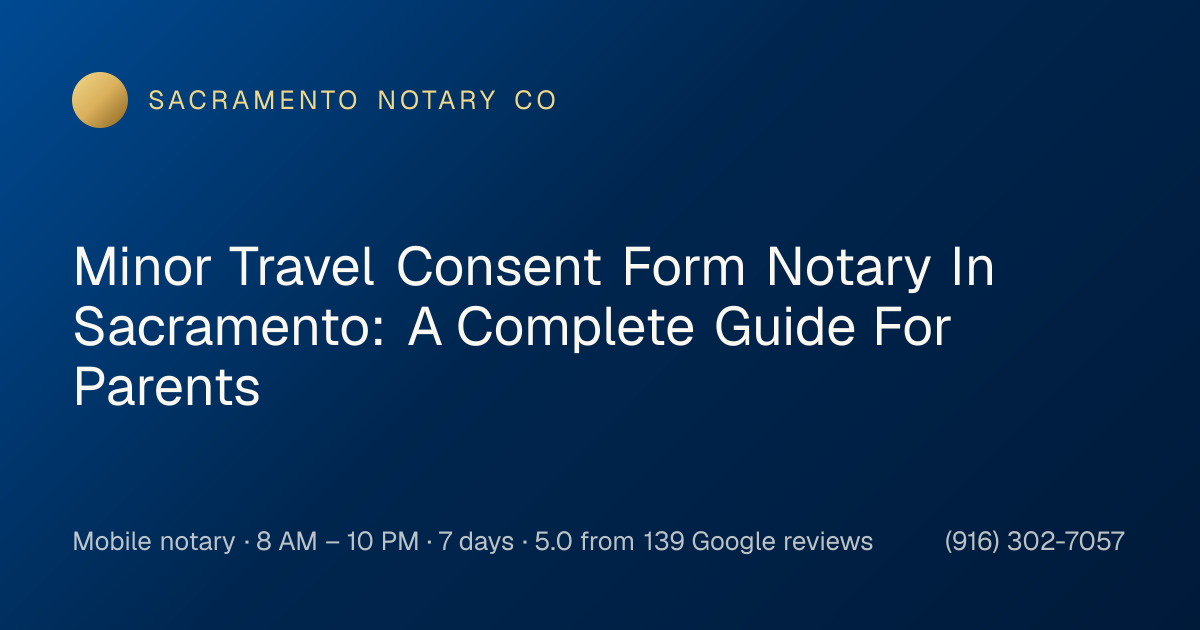 SACRAMENTO NOTARY CO
Minor Travel Consent Form Notary In
Sacramento: A Complete Guide For
Parents
Mobile notary · 8 AM – 10 PM · 7 days · 5.0 from 139 Google reviews
(916) 302-7057